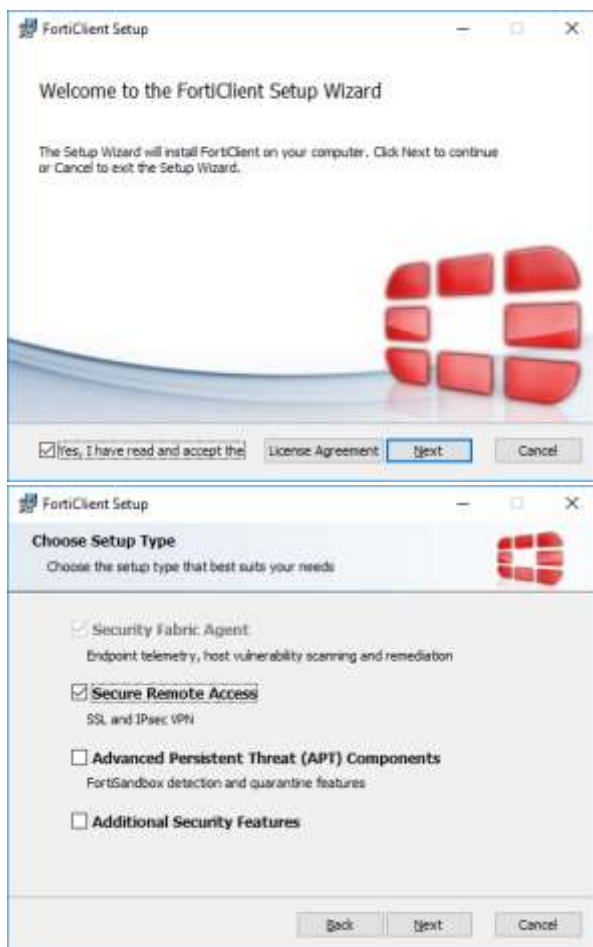 FortiClient Setup
Welcome to the FortiClient Setup Wizard
The Setup Wizard will install FortiClient on your computer. Click Next to continue
or Cancel to exit the Setup Wizard.
Yes, I have read and accept the License Agreement Next Cancel
FortiClient Setup
Choose Setup Type
Choose the setup type that best suits your needs
Security Fabric Agent
Endpoint telemetry, host vulnerability scanning and remediation
Secure Remote Access
SSL and IPsec VPN
Advanced Persistent Threat (APT) Components
FortiSandbox detection and quarantine features
Additional Security Features
Back Next Cancel